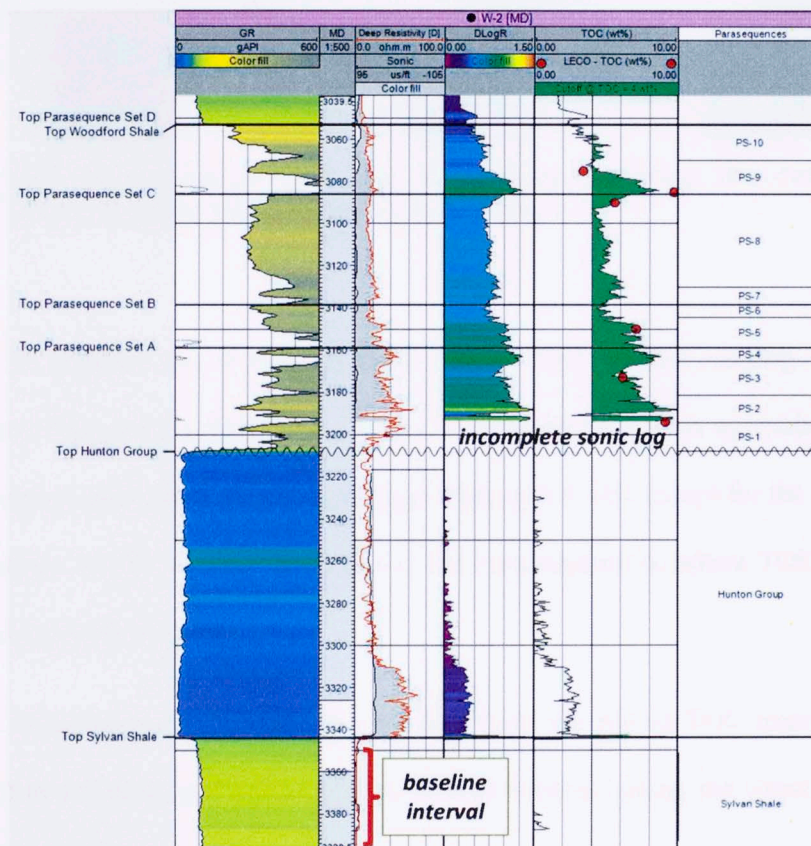 W-2 [MD]
GR MD Deep Resistivity [D] DLogR TOC (wt%) Parasequences
0 gAPI 600 1:500 0.0 ohm.m 100.0 0.00 1.50 0.00 10.00
Color fill Sonic Color fill LECO - TOC (wt%)
95 us/ft -105 0.00 10.00
Color fill
3039.5
Top Parasequence Set D
Top Woodford Shale
3060
PS-10
3080
PS-9
Top Parasequence Set C
3100
PS-8
3120
Top Parasequence Set B
3140
PS-7
PS-6
PS-5
Top Parasequence Set A
3160
PS-4
PS-3
3180
PS-2
3200
incomplete sonic log
PS-1
Top Hunton Group
3220
3240
3260
3280
Hunton Group
3300
3320
3340
Top Sylvan Shale
3360
baseline
interval
3380
Sylvan Shale